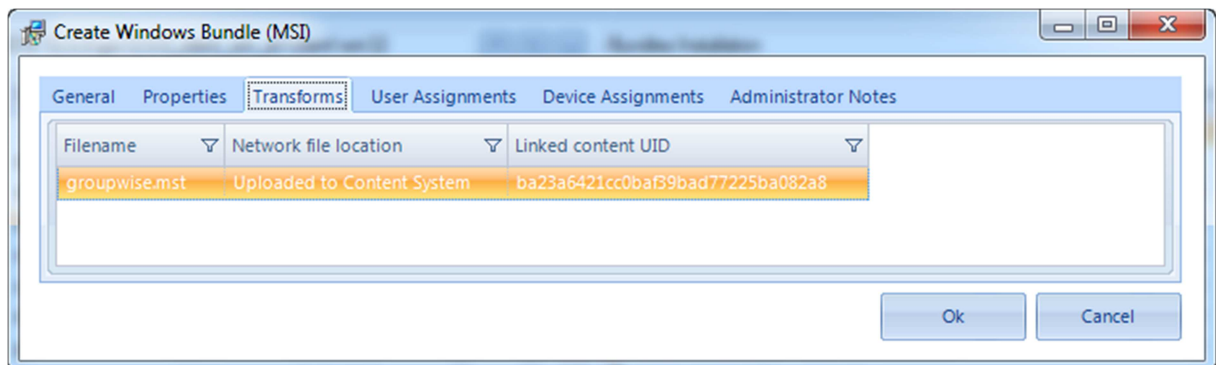 Create Windows Bundle (MSI)
General Properties Transforms User Assignments Device Assignments Administrator Notes
Filename Network file location Linked content UID
groupwise.mst Uploaded to Content System ba23a6421cc0baf39bad77225ba082a8
Ok Cancel